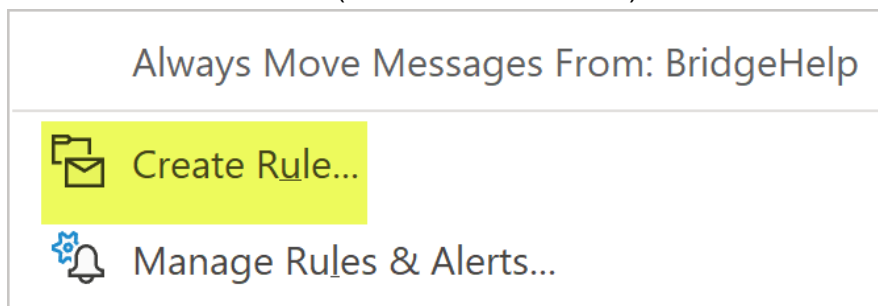 Always Move Messages From: BridgeHelp
Create Rule...
Manage Rules & Alerts...